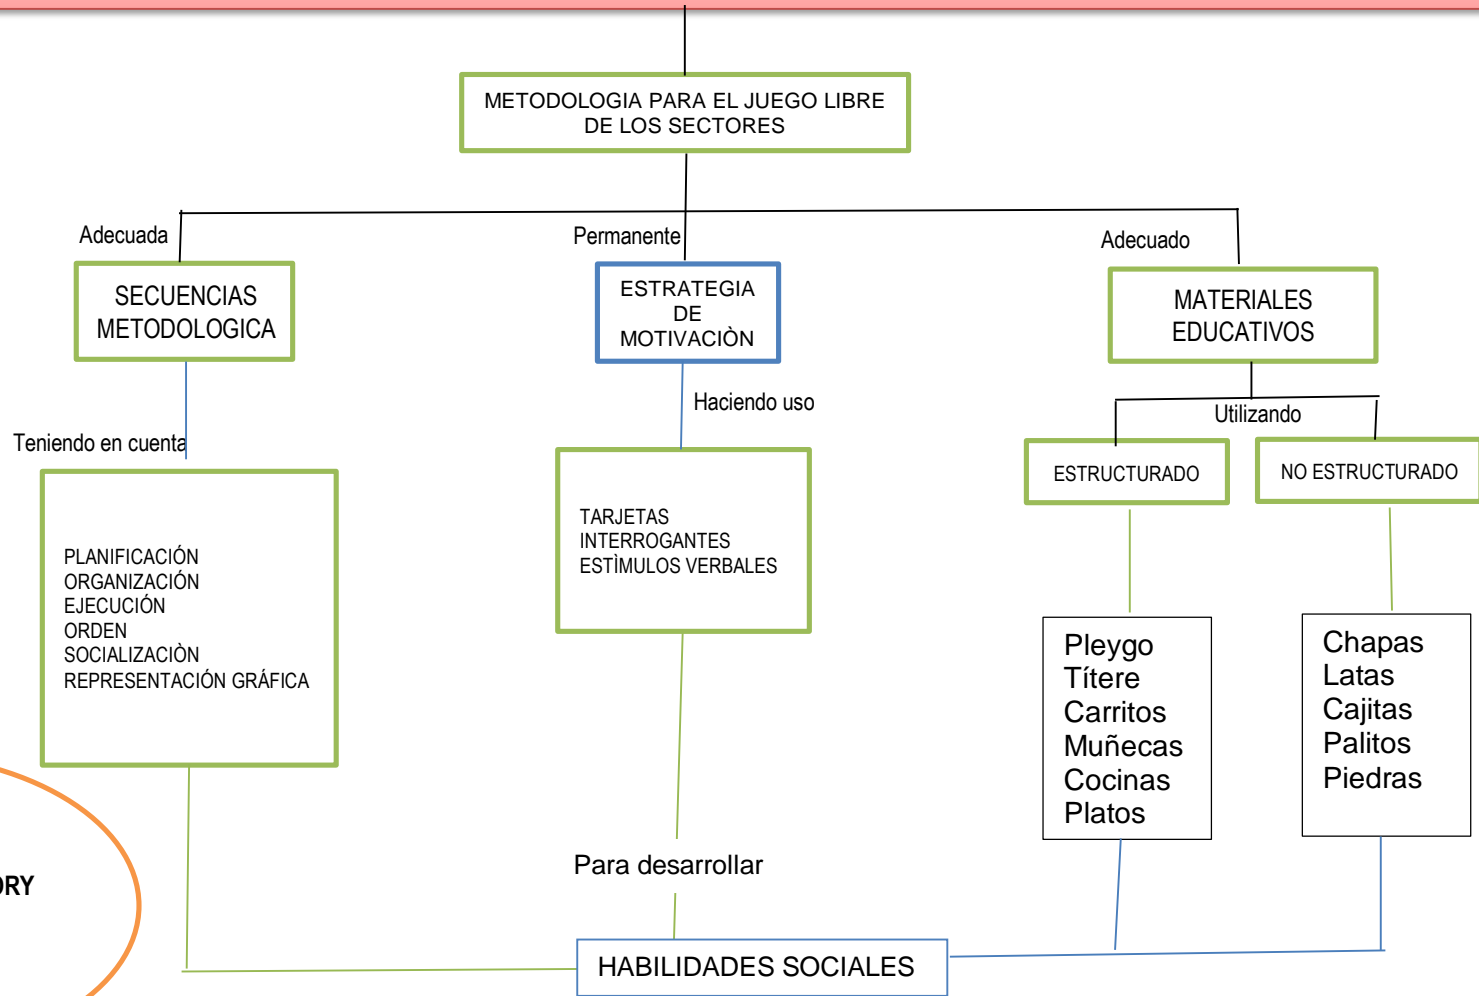 METODOLOGIA PARA EL JUEGO LIBRE
DE LOS SECTORES
Adecuada
Permanente
Adecuado
SECUENCIAS
METODOLOGICA
ESTRATEGIA
DE
MOTIVACIÒN
MATERIALES
EDUCATIVOS
Teniendo en cuenta
Haciendo uso
Utilizando
ESTRUCTURADO
NO ESTRUCTURADO
PLANIFICACIÓN
ORGANIZACIÓN
EJECUCIÓN
ORDEN
SOCIALIZACIÒN
REPRESENTACIÓN GRÁFICA
TARJETAS
INTERROGANTES
ESTÌMULOS VERBALES
Pleygo
Títere
Carritos
Muñecas
Cocinas
Platos
Chapas
Latas
Cajitas
Palitos
Piedras
Para desarrollar
HABILIDADES SOCIALES